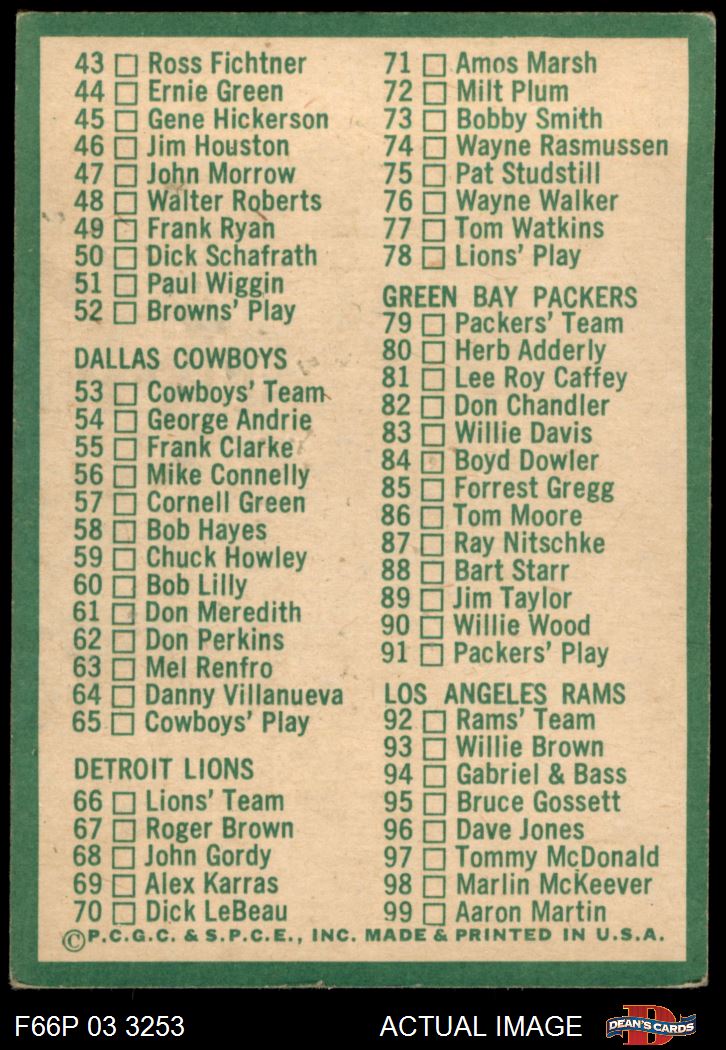 43 Ross Fichtner
44 Ernie Green
45 Gene Hickerson
46 Jim Houston
47 John Morrow
48 Walter Roberts
49 Frank Ryan
50 Dick Schafrath
51 Paul Wiggin
52 Browns' Play
DALLAS COWBOYS
53 Cowboys' Team
54 George Andrie
55 Frank Clarke
56 Mike Connelly
57 Cornell Green
58 Bob Hayes
59 Chuck Howley
60 Bob Lilly
61 Don Meredith
62 Don Perkins
63 Mel Renfro
64 Danny Villanueva
65 Cowboys' Play
DETROIT LIONS
66 Lions' Team
67 Roger Brown
68 John Gordy
69 Alex Karras
70 Dick LeBeau
71 Amos Marsh
72 Milt Plum
73 Bobby Smith
74 Wayne Rasmussen
75 Pat Studstill
76 Wayne Walker
77 Tom Watkins
78 Lions' Play
GREEN BAY PACKERS
79 Packers' Team
80 Herb Adderly
81 Lee Roy Caffey
82 Don Chandler
83 Willie Davis
84 Boyd Dowler
85 Forrest Gregg
86 Tom Moore
87 Ray Nitschke
88 Bart Starr
89 Jim Taylor
90 Willie Wood
91 Packers' Play
LOS ANGELES RAMS
92 Rams' Team
93 Willie Brown
94 Gabriel & Bass
95 Bruce Gossett
96 Dave Jones
97 Tommy McDonald
98 Marlin McKeever
99 Aaron Martin
©P.C.G.C. & S.P.C.E., INC. MADE & PRINTED IN U.S.A.
F66P 03 3253
ACTUAL IMAGE
D
DEAN'S CARDS